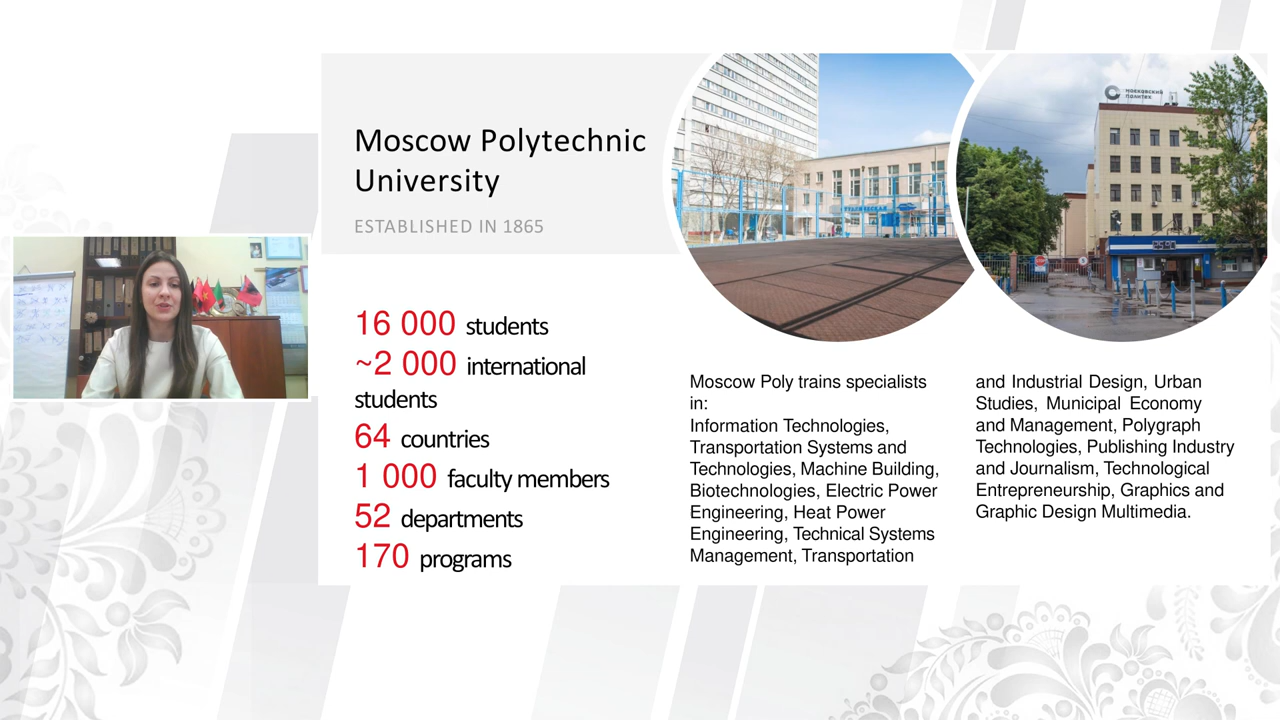 Moscow Polytechnic
University
ESTABLISHED IN 1865
16 000 students
~2 000 international
students
64 countries
1 000 faculty members
52 departments
170 programs
Moscow Poly trains specialists
in:
Information Technologies,
Transportation Systems and
Technologies, Machine Building,
Biotechnologies, Electric Power
Engineering, Heat Power
Engineering, Technical Systems
Management, Transportation
and Industrial Design, Urban
Studies, Municipal Economy
and Management, Polygraph
Technologies, Publishing Industry
and Journalism, Technological
Entrepreneurship, Graphics and
Graphic Design Multimedia.
МОСКОВСКИЙ
ПОЛИТЕХ